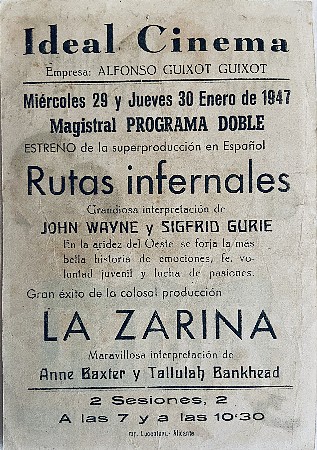 Ideal Cinema
Empresa: ALFONSO GUIXOT GUIXOT
Miércoles 29 y Jueves 30 Enero de 1947
Magistral PROGRAMA DOBLE
ESTRENO de la superproducción en Español
Rutas infernales
Grandiosa interpretación de
JOHN WAYNE y SIGFRID GURIE
En la aridez del Oeste se forja la más
bella historia de emociones, fe, vo-
luntad juvenil y lucha de pasiones.
Gran éxito de la colosal producción
LA ZARINA
Maravillosa interpretación de
Anne Baxter y Tallulah Bankhead
2 Sesiones, 2
A las 7 y a las 10'30
Alicante